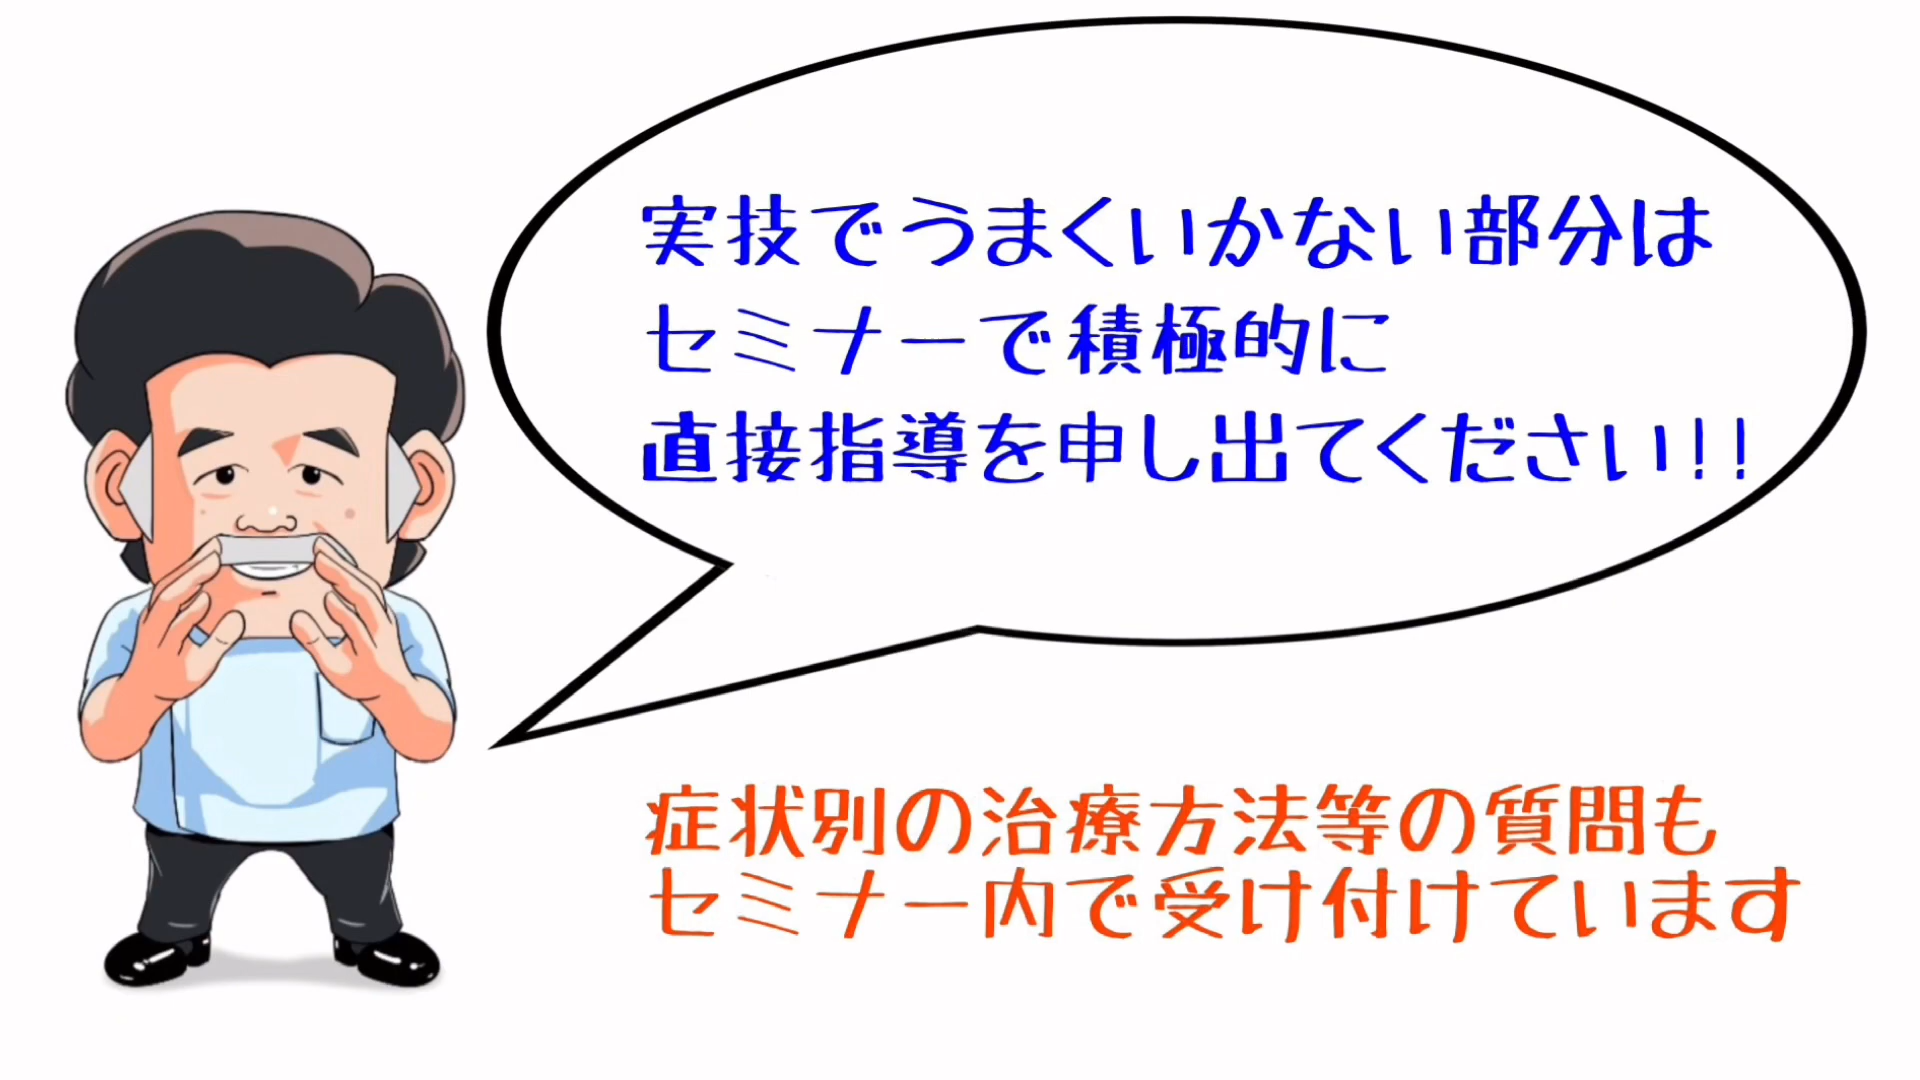 実技でうまくいかない部分は
セミナーで積極的に
直接指導を申し出てください!!
症状別の治療方法等の質問も
セミナー内で受け付けています